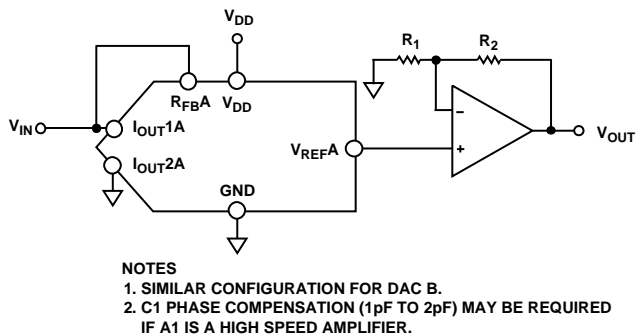 VDD
R1
R2
RFBA
VDD
VIN
IOUT1A
IOUT2A
VREFA
VOUT
GND
NOTES
1. SIMILAR CONFIGURATION FOR DAC B.
2. C1 PHASE COMPENSATION (1pF TO 2pF) MAY BE REQUIRED
IF A1 IS A HIGH SPEED AMPLIFIER.